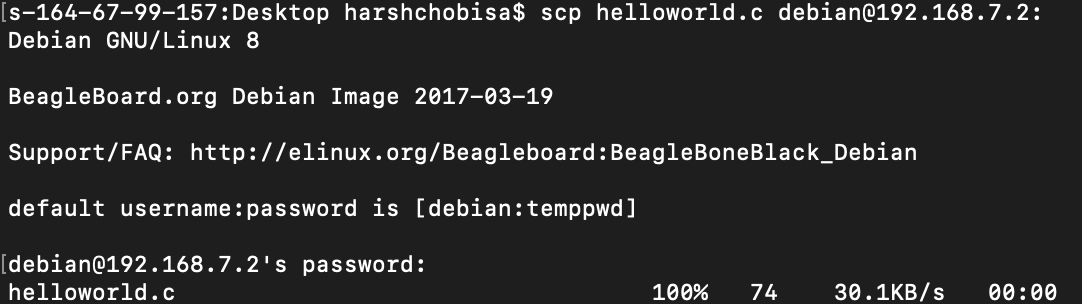 [s-164-67-99-157:Desktop harshchobisa$ scp helloworld.c debian@192.168.7.2:
Debian GNU/Linux 8
BeagleBoard.org Debian Image 2017-03-19
Support/FAQ: http://elinux.org/Beagleboard:BeagleBoneBlack_Debian
default username:password is [debian:temppwd]
[debian@192.168.7.2's password:
helloworld.c 100% 74 30.1KB/s 00:00